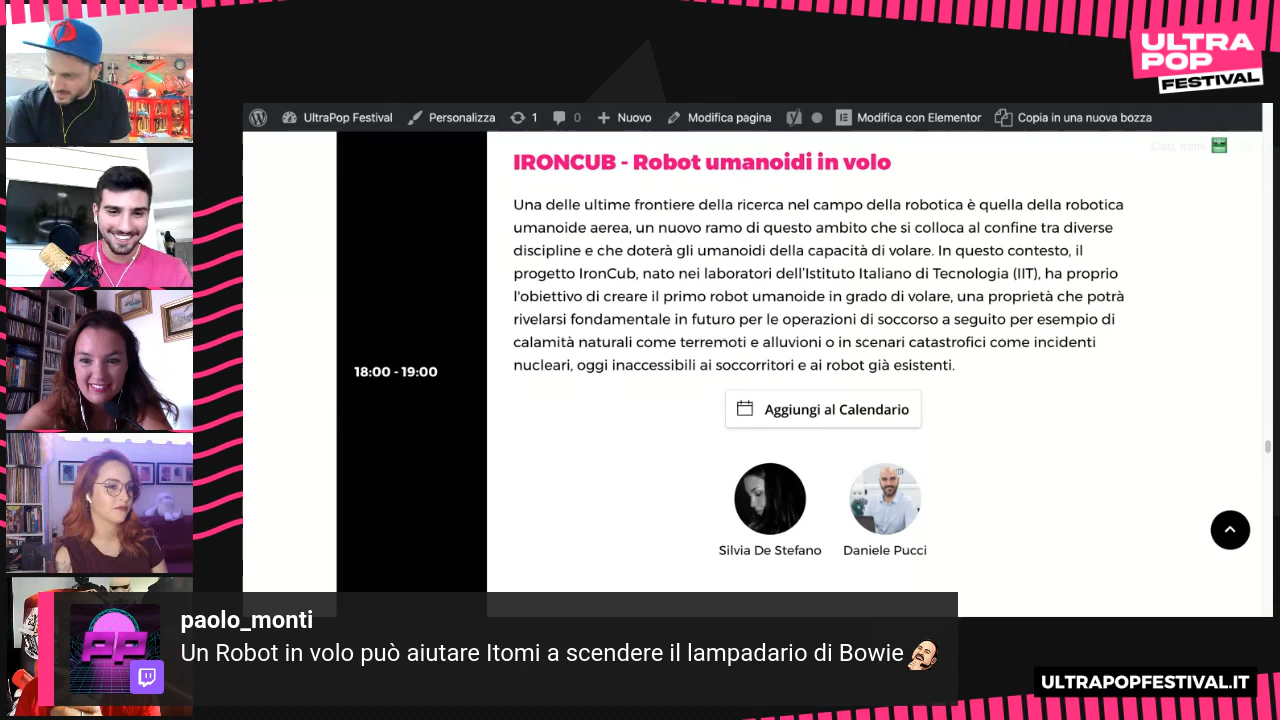 ULTRA
POP
FESTIVAL
UltraPop Festival Personalizza 1 0 Nuovo Modifica pagina Modifica con Elementor Copia in una nuova bozza
Ciao, itomi
IRONCUB - Robot umanoidi in volo
Una delle ultime frontiere della ricerca nel campo della robotica è quella della robotica
umanoide aerea, un nuovo ramo di questo ambito che si colloca al confine tra diverse
discipline e che doterà gli umanoidi della capacità di volare. In questo contesto, il
progetto IronCub, nato nei laboratori dell'Istituto Italiano di Tecnologia (IIT), ha proprio
l'obiettivo di creare il primo robot umanoide in grado di volare, una proprietà che potrà
rivelarsi fondamentale in futuro per le operazioni di soccorso a seguito per esempio di
calamità naturali come terremoti e alluvioni o in scenari catastrofici come incidenti
nucleari, oggi inaccessibili ai soccorritori e ai robot già esistenti.
18:00 - 19:00
Aggiungi al Calendario
Silvia De Stefano Daniele Pucci
PP
paolo_monti
Un Robot in volo può aiutare Itomi a scendere il lampadario di Bowie
ULTRAPOPFESTIVAL.IT